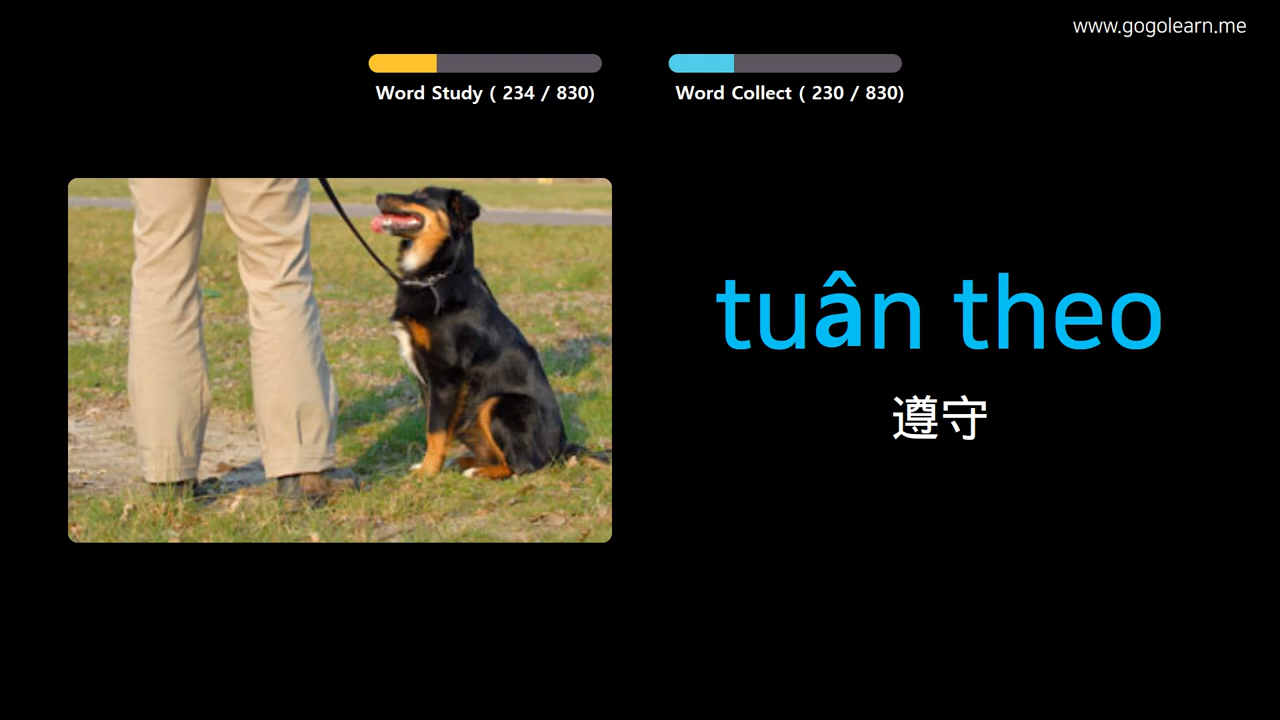 www.gogolearn.me
Word Study ( 234 / 830)
Word Collect ( 230 / 830)
tuân theo
遵守